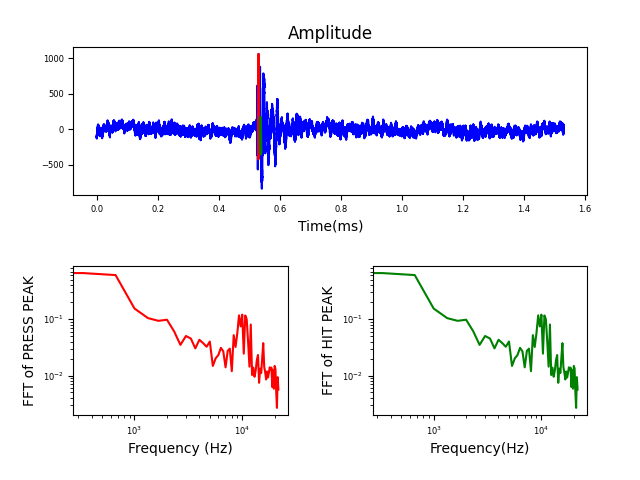 Amplitude
1000
500
0
−500
0.0 0.2 0.4 0.6 0.8 1.0 1.2 1.4 1.6
Time(ms)
FFT of PRESS PEAK
10⁻¹
10⁻²
10³ 10⁴
Frequency (Hz)
FFT of HIT PEAK
10⁻¹
10⁻²
10³ 10⁴
Frequency(Hz)